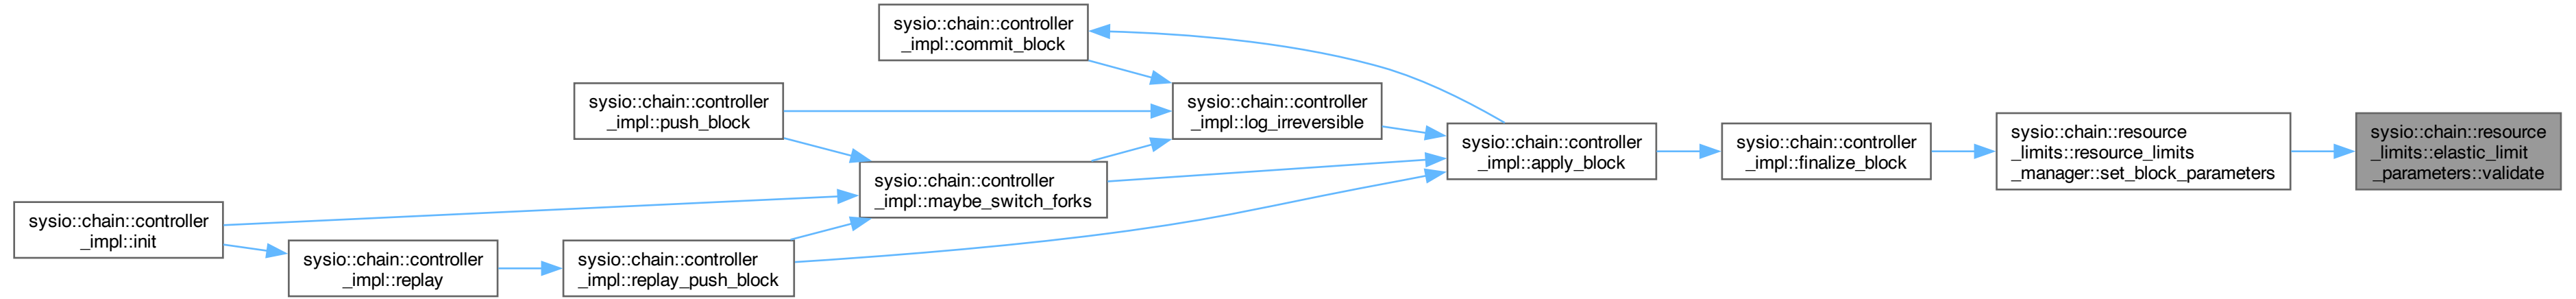 sysio::chain::controller
_impl::commit_block
sysio::chain::controller
_impl::push_block
sysio::chain::controller
_impl::log_irreversible
sysio::chain::controller
_impl::apply_block
sysio::chain::controller
_impl::finalize_block
sysio::chain::resource
_limits::resource_limits
_manager::set_block_parameters
sysio::chain::resource
_limits::elastic_limit
_parameters::validate
sysio::chain::controller
_impl::maybe_switch_forks
sysio::chain::controller
_impl::init
sysio::chain::controller
_impl::replay
sysio::chain::controller
_impl::replay_push_block